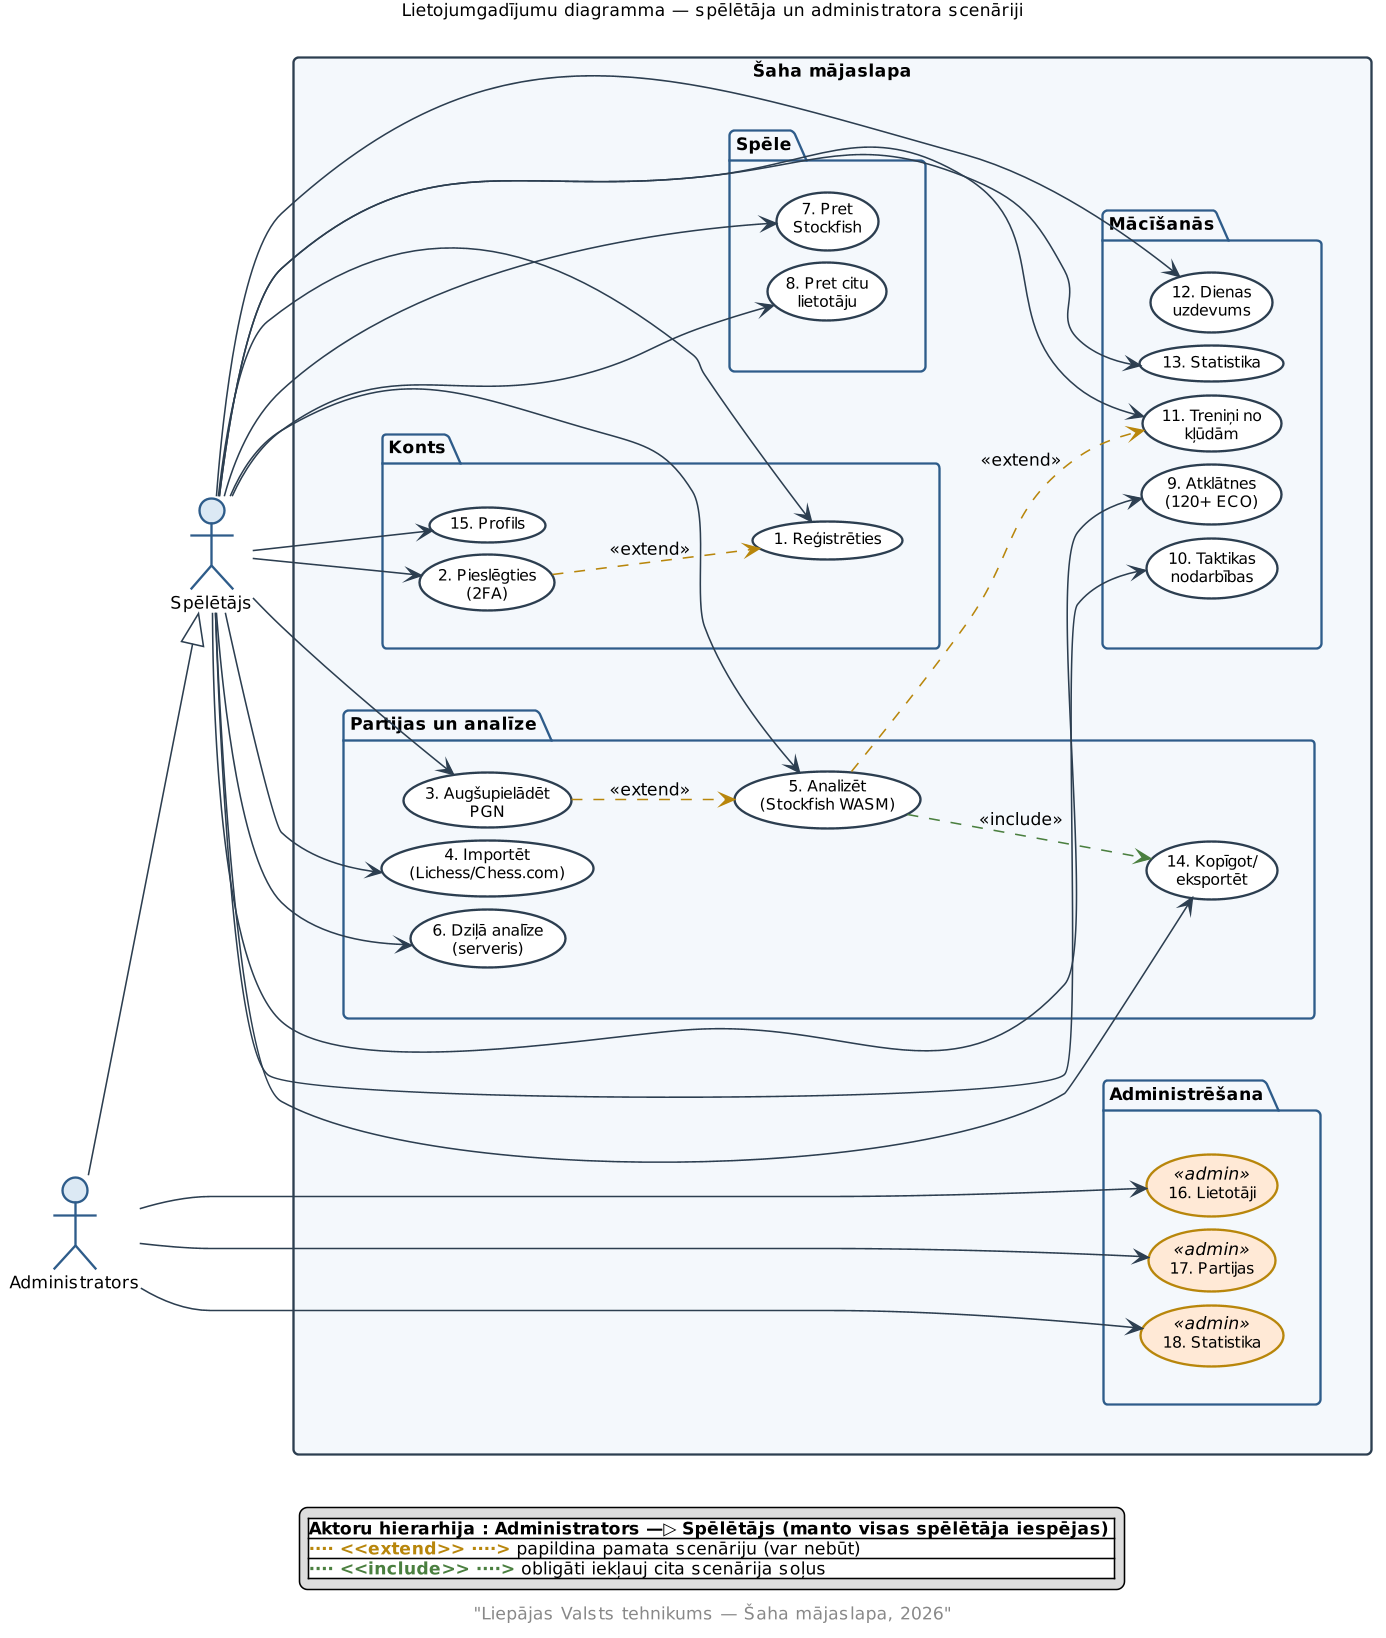 Lietojumgadījumu diagramma — spēlētāja un administratora scenāriji
Šaha mājaslapa
Spēle
7. Pret
Stockfish
8. Pret citu
lietotāju
Mācīšanās
12. Dienas
uzdevums
13. Statistika
11. Treniņi no
kļūdām
9. Atklātnes
(120+ ECO)
10. Taktikas
nodarbības
«extend»
Konts
15. Profils
2. Pieslēgties
(2FA)
«extend»
1. Reģistrēties
Spēlētājs
Partijas un analīze
3. Augšupielādēt
PGN
«extend»
5. Analizēt
(Stockfish WASM)
«include»
4. Importēt
(Lichess/Chess.com)
14. Kopīgot/
eksportēt
6. Dziļā analīze
(serveris)
Administrēšana
«admin»
16. Lietotāji
«admin»
17. Partijas
«admin»
18. Statistika
Administrators
Aktoru hierarhija : Administrators —▷ Spēlētājs (manto visas spēlētāja iespējas)
···· <<extend>> ····> papildina pamata scenāriju (var nebūt)
···· <<include>> ····> obligāti iekļauj cita scenārija soļus
"Liepājas Valsts tehnikums — Šaha mājaslapa, 2026"